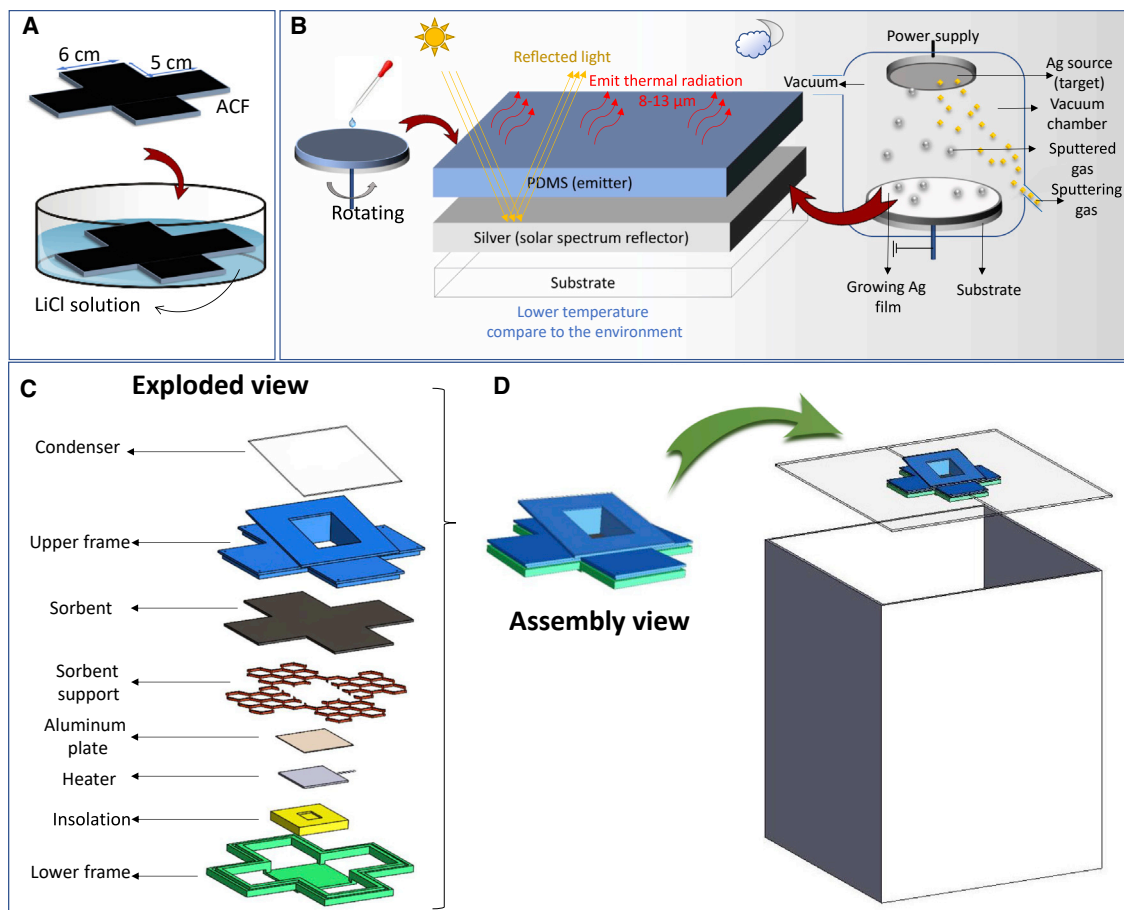 A
6 cm
5 cm
ACF
LiCl solution
B
Reflected light
Emit thermal radiation
8-13 µm
Rotating
PDMS (emitter)
Silver (solar spectrum reflector)
Substrate
Lower temperature
compare to the environment
Power supply
Vacuum
Ag source
(target)
Vacuum
chamber
Sputtered
gas
Sputtering
gas
Growing Ag
film
Substrate
C
Exploded view
Condenser
Upper frame
Sorbent
Sorbent
support
Aluminum
plate
Heater
Insolation
Lower frame
D
Assembly view